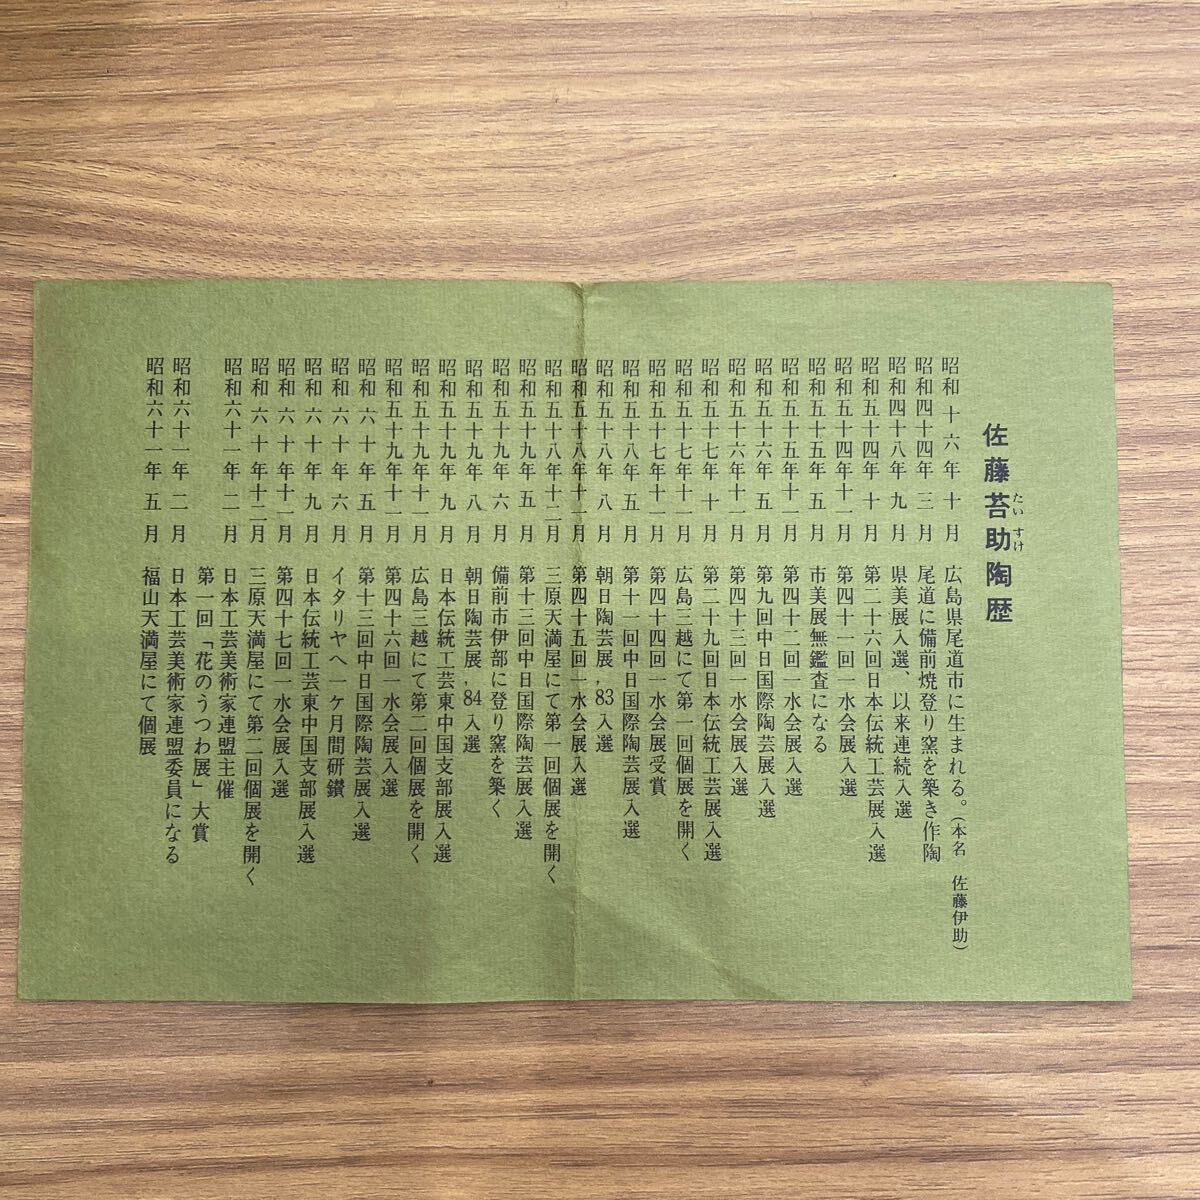 佐藤苔助陶歴
たいすけ
昭和十六年十月 広島県尾道市に生まれる。（本名 佐藤伊助）
昭和四十四年三月 尾道に備前焼登り窯を築き作陶
昭和四十八年九月 県美展入選、以来連続入選
昭和五十四年十月 第二十六回日本伝統工芸展入選
昭和五十四年十一月 第四十一回一水会展入選
昭和五十五年五月 市美展無鑑査になる
昭和五十五年十一月 第四十二回一水会展入選
昭和五十六年五月 第九回中日国際陶芸展入選
昭和五十六年十一月 第四十三回一水会展入選
昭和五十七年十月 第二十九回日本伝統工芸展入選
昭和五十七年十一月 広島三越にて第一回個展を開く
昭和五十七年十一月 第四十四回一水会展受賞
昭和五十八年五月 第十一回中日国際陶芸展入選
昭和五十八年八月 朝日陶芸展,83入選
昭和五十八年十一月 第四十五回一水会展入選
昭和五十八年十二月 三原天満屋にて第一回個展を開く
昭和五十九年五月 第十三回中日国際陶芸展入選
昭和五十九年六月 備前市伊部に登り窯を築く
昭和五十九年八月 朝日陶芸展,84入選
昭和五十九年九月 日本伝統工芸東中国支部展入選
昭和五十九年十一月 広島三越にて第二回個展を開く
昭和五十九年十一月 第四十六回一水会展入選
昭和六十年五月 第十三回中日国際陶芸展入選
昭和六十年六月 イタリヤへ一ケ月間研鑽
昭和六十年九月 日本伝統工芸東中国支部展入選
昭和六十年十一月 第四十七回一水会展入選
昭和六十年十二月 三原天満屋にて第二回個展を開く
昭和六十一年二月 日本工芸美術家連盟主催
第一回「花のうつわ展」大賞
昭和六十一年二月 日本工芸美術家連盟委員になる
昭和六十一年五月 福山天満屋にて個展